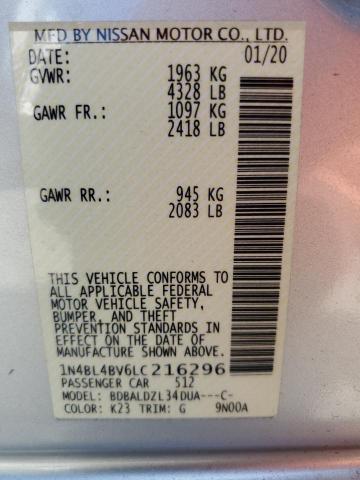 MFD BY NISSAN MOTOR CO., LTD.
DATE: 01/20
GVWR: 1963 KG
4328 LB
GAWR FR.: 1097 KG
2418 LB
GAWR RR.: 945 KG
2083 LB
THIS VEHICLE CONFORMS TO
ALL APPLICABLE FEDERAL
MOTOR VEHICLE SAFETY,
BUMPER, AND THEFT
PREVENTION STANDARDS IN
EFFECT ON THE DATE OF
MANUFACTURE SHOWN ABOVE.
1N4BL4BV6LC216296
PASSENGER CAR 512
MODEL: BDBALDZL34DUA---C-
COLOR: K23 TRIM: G 9N00A